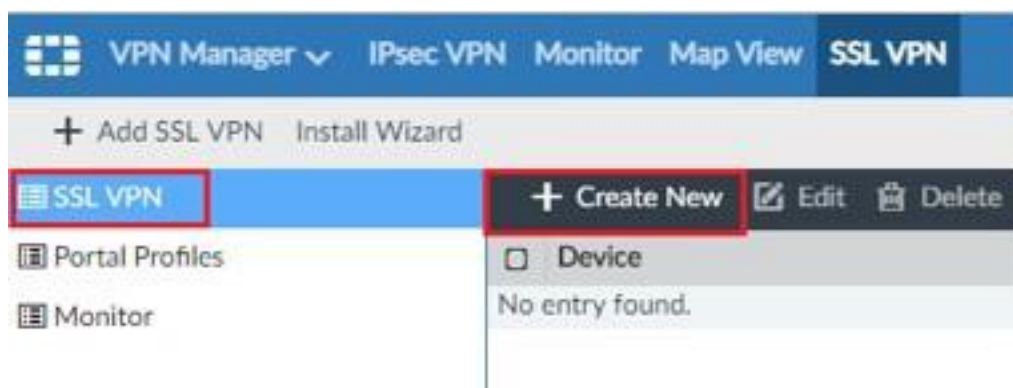 VPN Manager IPsec VPN Monitor Map View SSL VPN
+ Add SSL VPN Install Wizard
SSL VPN
+ Create New Edit Delete
Portal Profiles
Device
Monitor
No entry found.